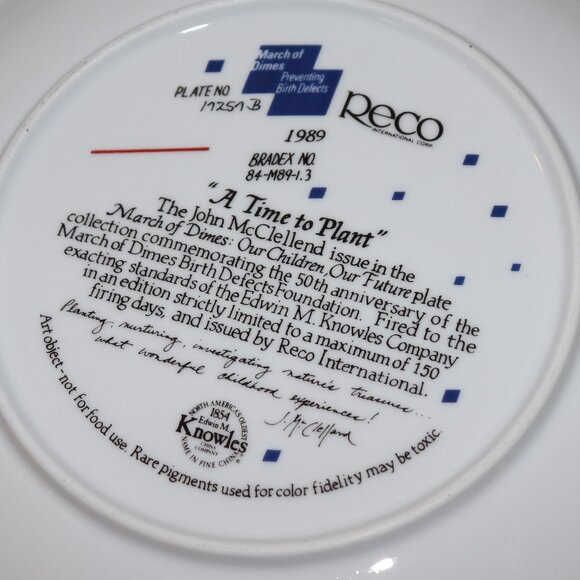 March of
Dimes
Preventing
Birth Defects
PLATE NO.
17257 B
Reco
INTERNATIONAL CORP.
1989
BRADEX NO.
84-M89-1.3
"A Time to Plant"
The John McClellend issue in the
March of Dimes: Our Children, Our Future plate
collection commemorating the 50th anniversary of the
March of Dimes Birth Defects Foundation. Fired to the
exacting standards of the Edwin M. Knowles Company
in an edition strictly limited to a maximum of 150
firing days, and issued by Reco International.
Planting, nurturing, investigating nature's treasures...
what wonderful childhood experiences!
J. McClelland
NORTH AMERICA'S OLDEST
1854
Edwin M.
Knowles
CHINA
COMPANY
NAME IN FINE CHINA
Art object - not for food use. Rare pigments used for color fidelity may be toxic.